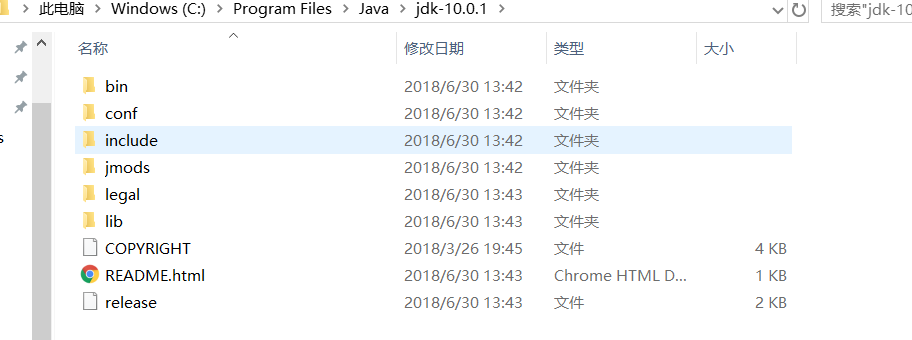 此电脑 > Windows (C:) > Program Files > Java > jdk-10.0.1 > 搜索"jdk-10
名称 修改日期 类型 大小
bin 2018/6/30 13:42 文件夹
conf 2018/6/30 13:42 文件夹
include 2018/6/30 13:42 文件夹
jmods 2018/6/30 13:42 文件夹
legal 2018/6/30 13:43 文件夹
lib 2018/6/30 13:43 文件夹
COPYRIGHT 2018/3/26 19:45 文件 4 KB
README.html 2018/6/30 13:43 Chrome HTML D... 1 KB
release 2018/6/30 13:43 文件 2 KB